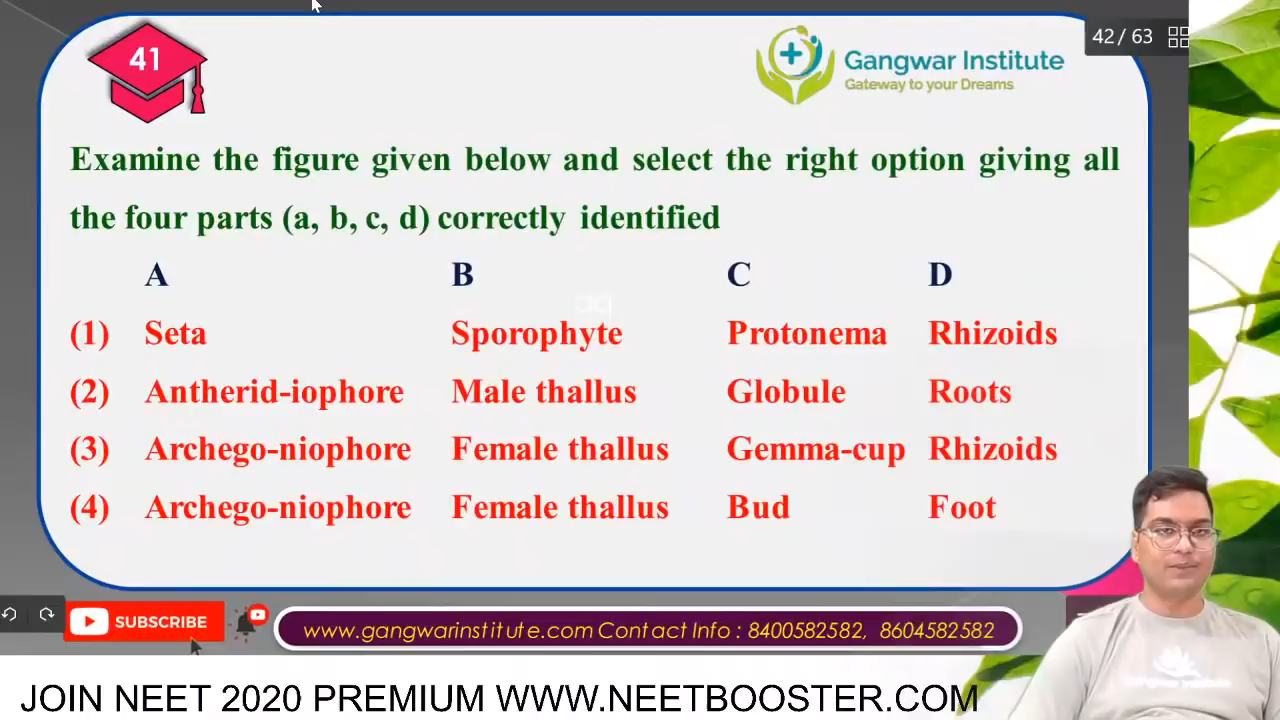 41
42 / 63
Gangwar Institute
Gateway to your Dreams
Examine the figure given below and select the right option giving all
the four parts (a, b, c, d) correctly identified
A B C D
(1) Seta Sporophyte Protonema Rhizoids
(2) Antherid-iophore Male thallus Globule Roots
(3) Archego-niophore Female thallus Gemma-cup Rhizoids
(4) Archego-niophore Female thallus Bud Foot
SUBSCRIBE
www.gangwarinstitute.com Contact Info : 8400582582, 8604582582
JOIN NEET 2020 PREMIUM WWW.NEETBOOSTER.COM